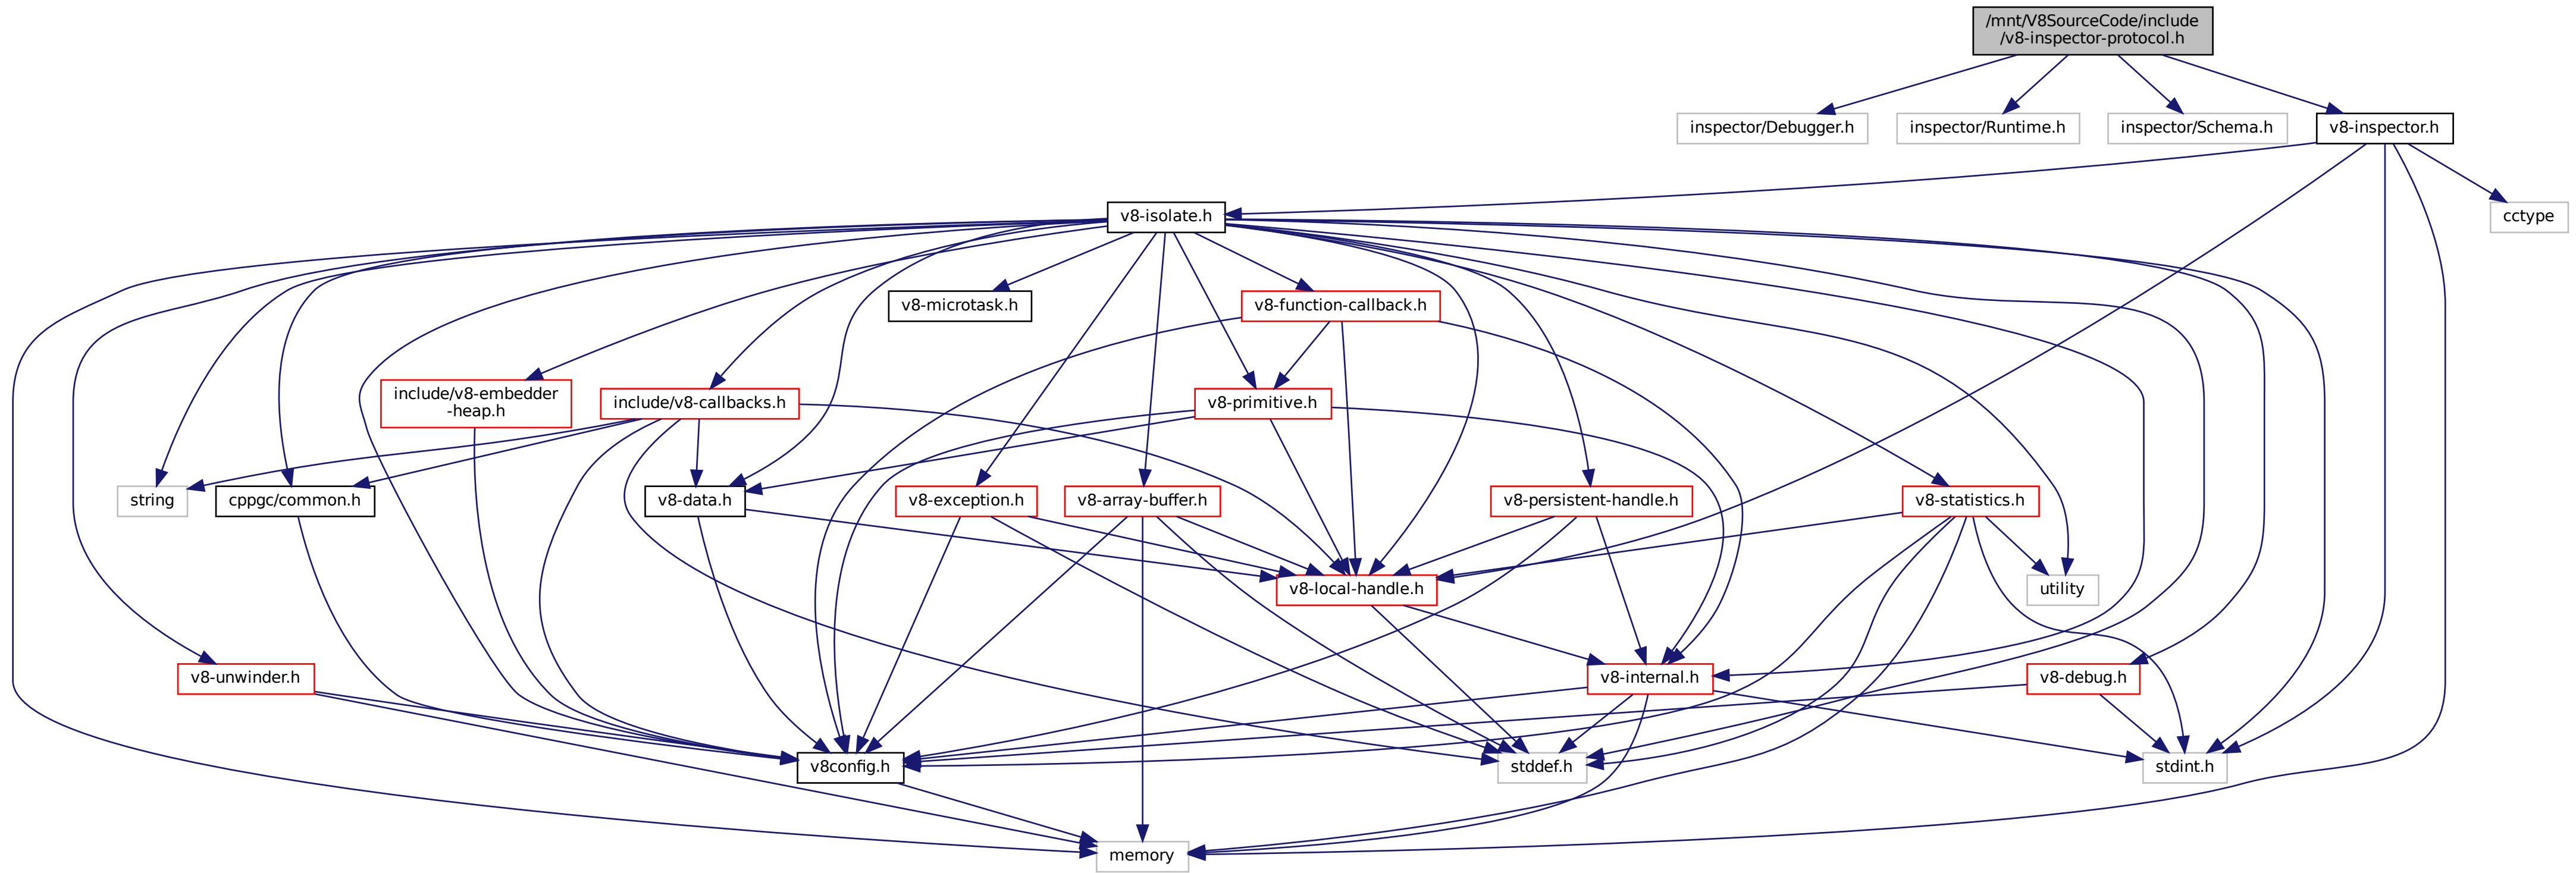 /mnt/V8SourceCode/include
/v8-inspector-protocol.h
inspector/Debugger.h
inspector/Runtime.h
inspector/Schema.h
v8-inspector.h
v8-isolate.h
cctype
v8-microtask.h
v8-function-callback.h
include/v8-embedder
-heap.h
include/v8-callbacks.h
v8-primitive.h
string
cppgc/common.h
v8-data.h
v8-exception.h
v8-array-buffer.h
v8-persistent-handle.h
v8-statistics.h
v8-local-handle.h
utility
v8-unwinder.h
v8-internal.h
v8-debug.h
v8config.h
stddef.h
stdint.h
memory